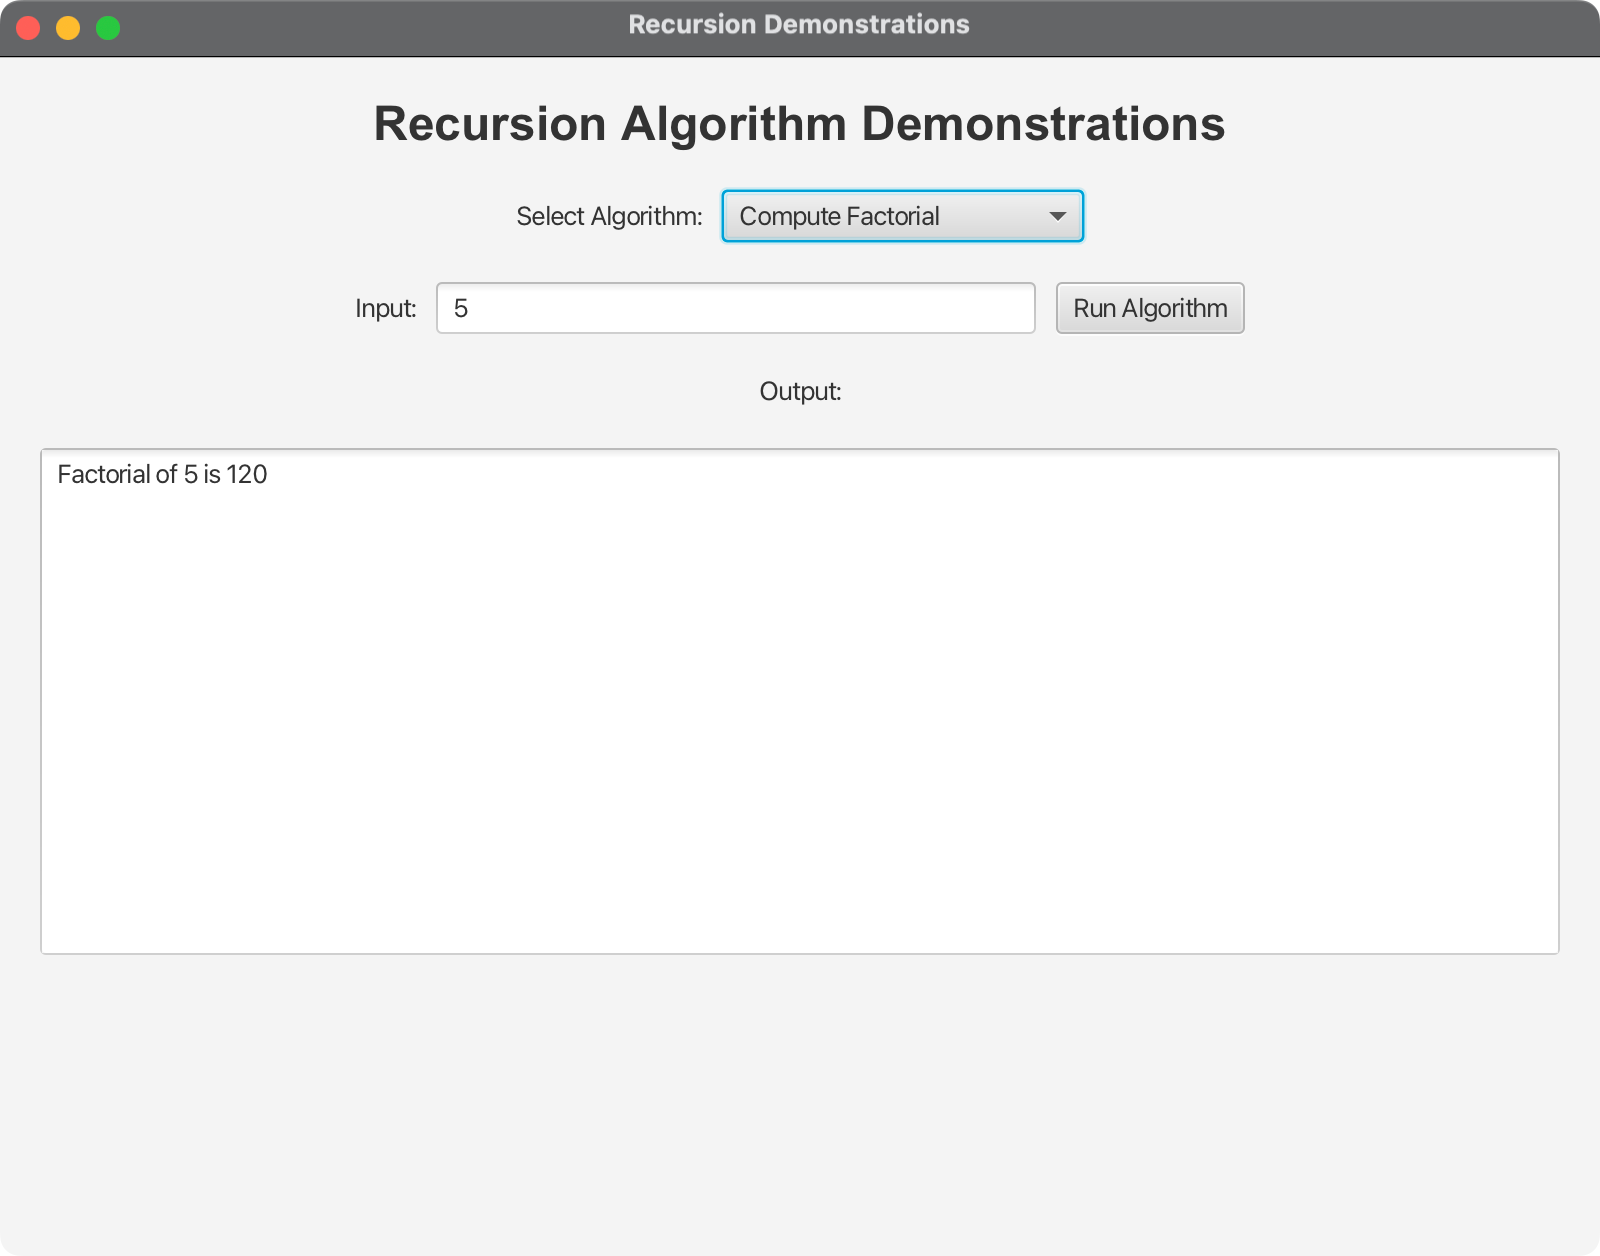 Recursion Demonstrations
Recursion Algorithm Demonstrations
Select Algorithm: Compute Factorial
Input: 5 Run Algorithm
Output:
Factorial of 5 is 120